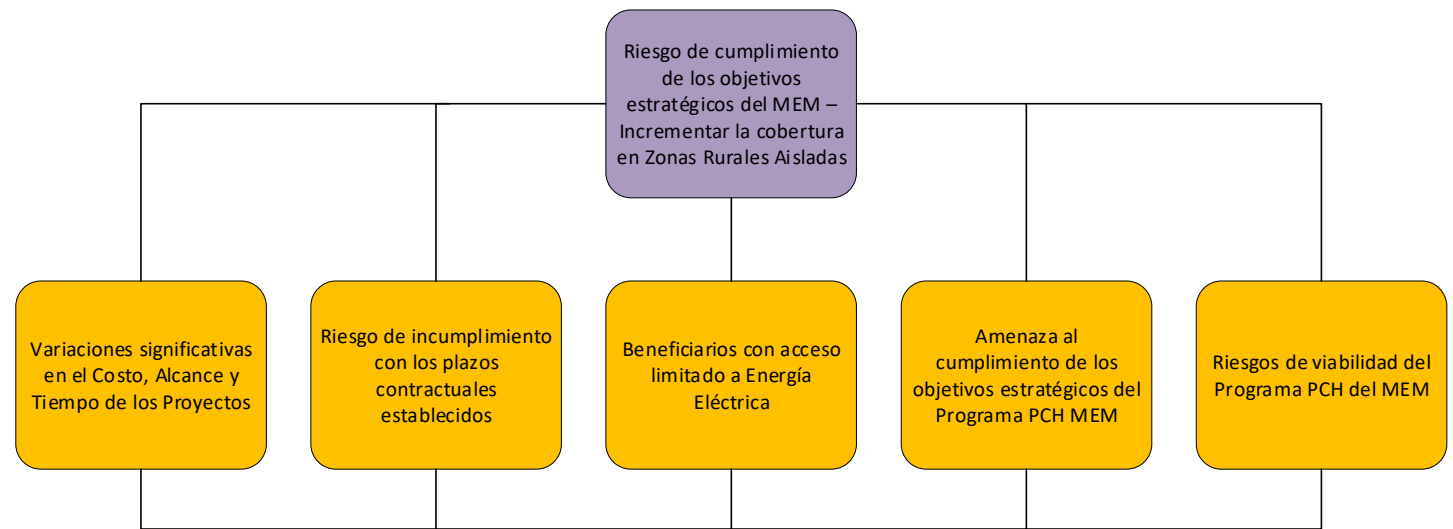 Riesgo de cumplimiento
de los objetivos
estratégicos del MEM –
Incrementar la cobertura
en Zonas Rurales Aisladas
Variaciones significativas
en el Costo, Alcance y
Tiempo de los Proyectos
Riesgo de incumplimiento
con los plazos
contractuales
establecidos
Beneficiarios con acceso
limitado a Energía
Eléctrica
Amenaza al
cumplimiento de los
objetivos estratégicos del
Programa PCH MEM
Riesgos de viabilidad del
Programa PCH del MEM